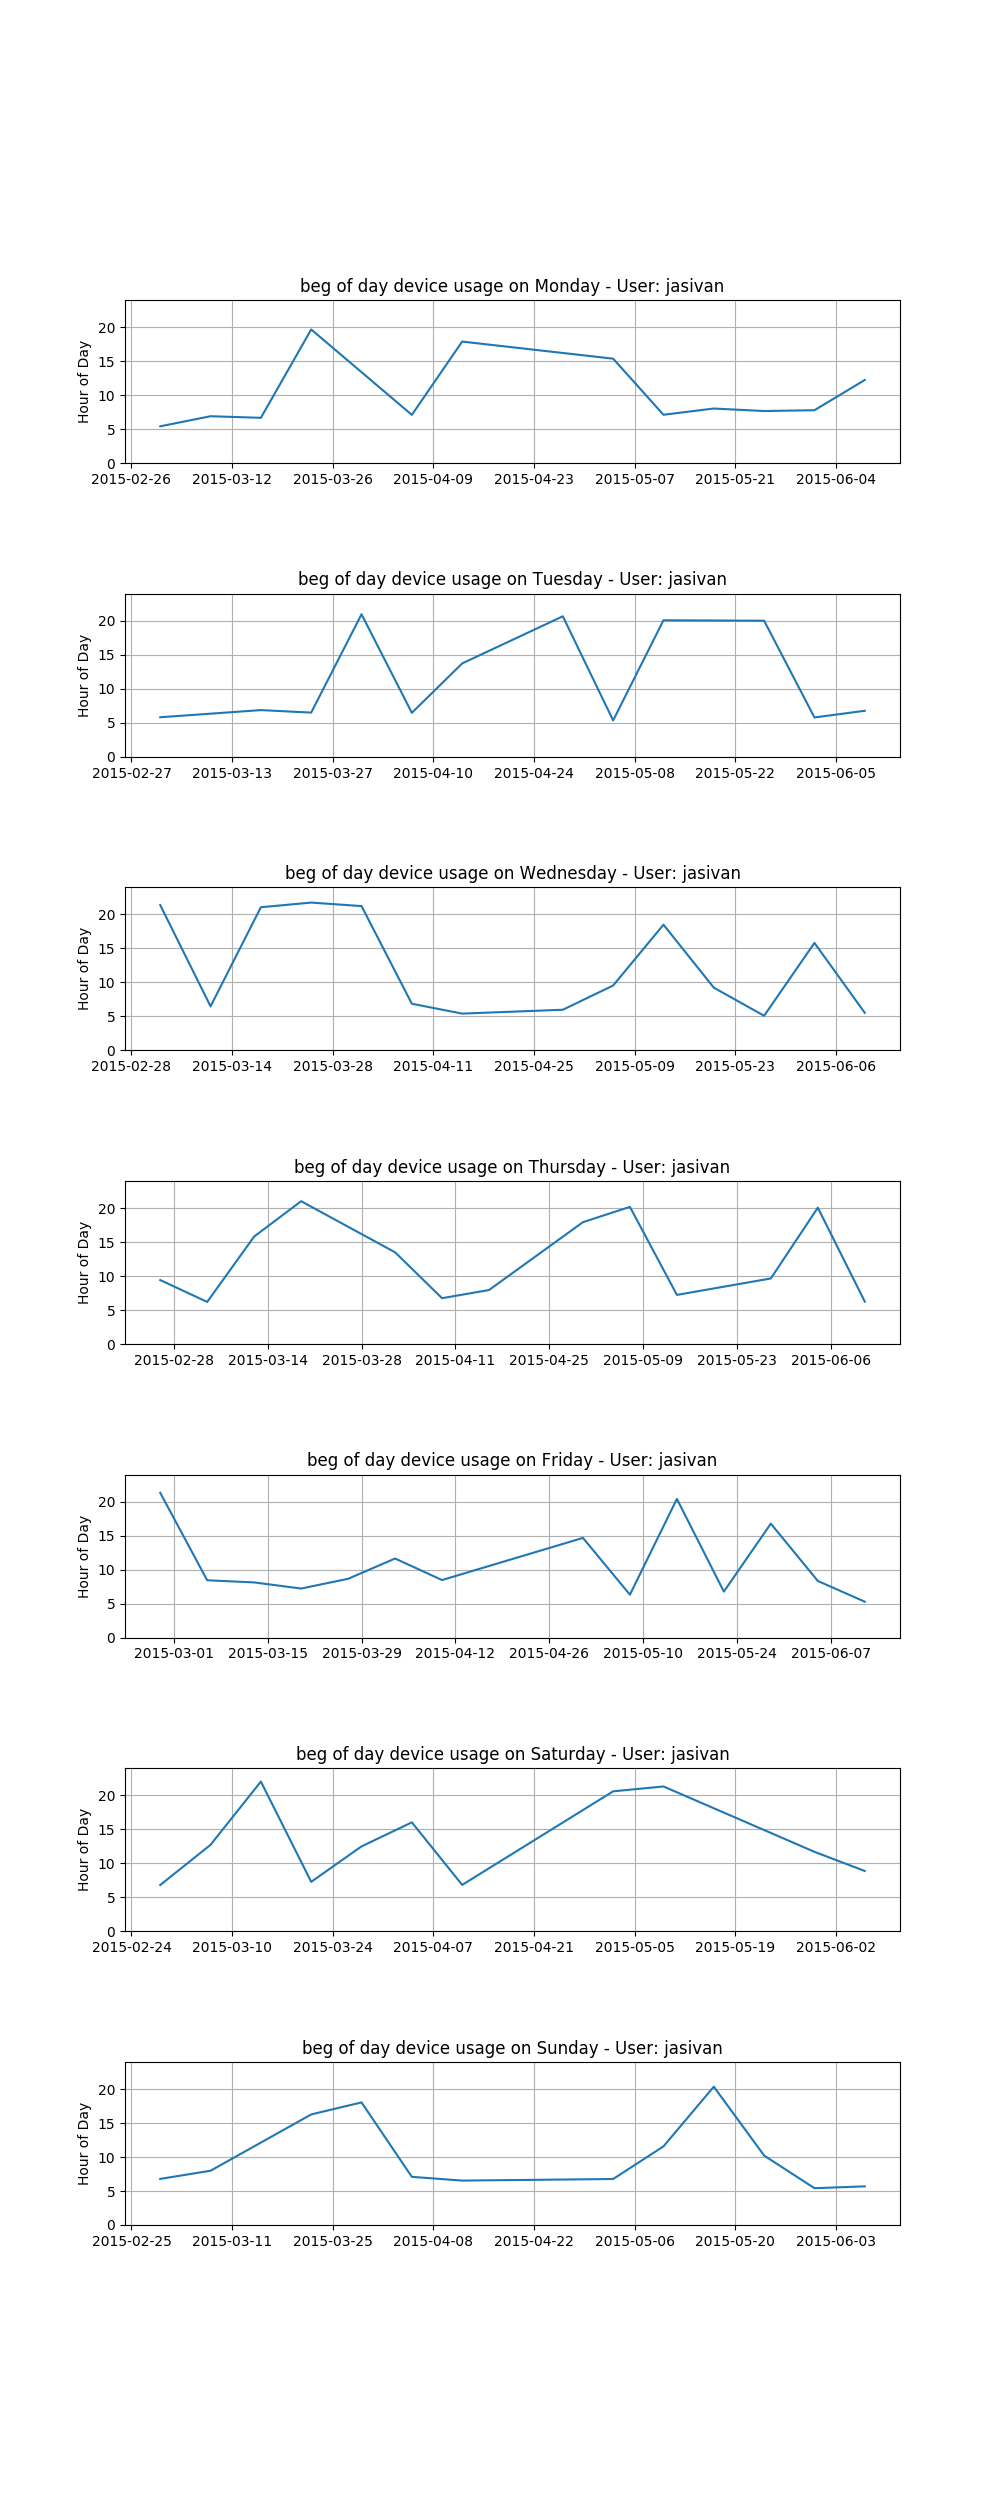 beg of day device usage on Monday - User: jasivan
Hour of Day
20
15
10
5
0
2015-02-26 2015-03-12 2015-03-26 2015-04-09 2015-04-23 2015-05-07 2015-05-21 2015-06-04
beg of day device usage on Tuesday - User: jasivan
Hour of Day
20
15
10
5
0
2015-02-27 2015-03-13 2015-03-27 2015-04-10 2015-04-24 2015-05-08 2015-05-22 2015-06-05
beg of day device usage on Wednesday - User: jasivan
Hour of Day
20
15
10
5
0
2015-02-28 2015-03-14 2015-03-28 2015-04-11 2015-04-25 2015-05-09 2015-05-23 2015-06-06
beg of day device usage on Thursday - User: jasivan
Hour of Day
20
15
10
5
0
2015-02-28 2015-03-14 2015-03-28 2015-04-11 2015-04-25 2015-05-09 2015-05-23 2015-06-06
beg of day device usage on Friday - User: jasivan
Hour of Day
20
15
10
5
0
2015-03-01 2015-03-15 2015-03-29 2015-04-12 2015-04-26 2015-05-10 2015-05-24 2015-06-07
beg of day device usage on Saturday - User: jasivan
Hour of Day
20
15
10
5
0
2015-02-24 2015-03-10 2015-03-24 2015-04-07 2015-04-21 2015-05-05 2015-05-19 2015-06-02
beg of day device usage on Sunday - User: jasivan
Hour of Day
20
15
10
5
0
2015-02-25 2015-03-11 2015-03-25 2015-04-08 2015-04-22 2015-05-06 2015-05-20 2015-06-03